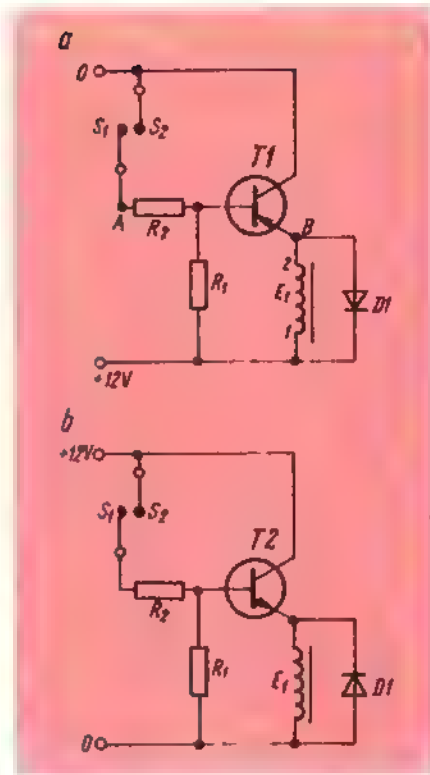 a
0
S₁ S₂
T1
A
R₂
B
2
E₁
R₁
1
D1
+12V
b
+12V
S₁ S₂
T2
R₂
E₁
R₁
D1
0